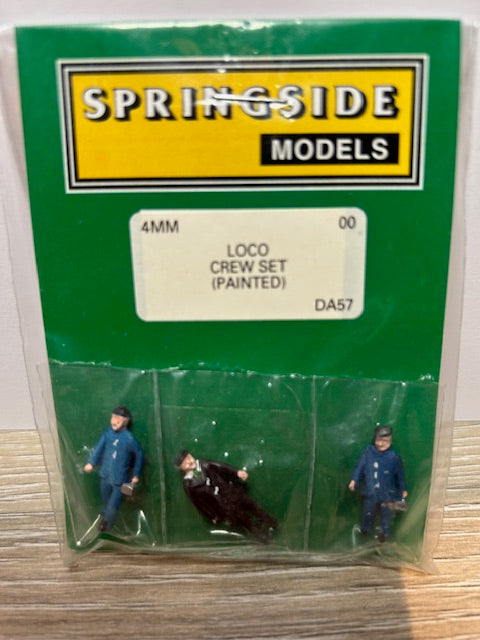 SPRINGSIDE
MODELS
4MM 00
LOCO
CREW SET
(PAINTED)
DA57